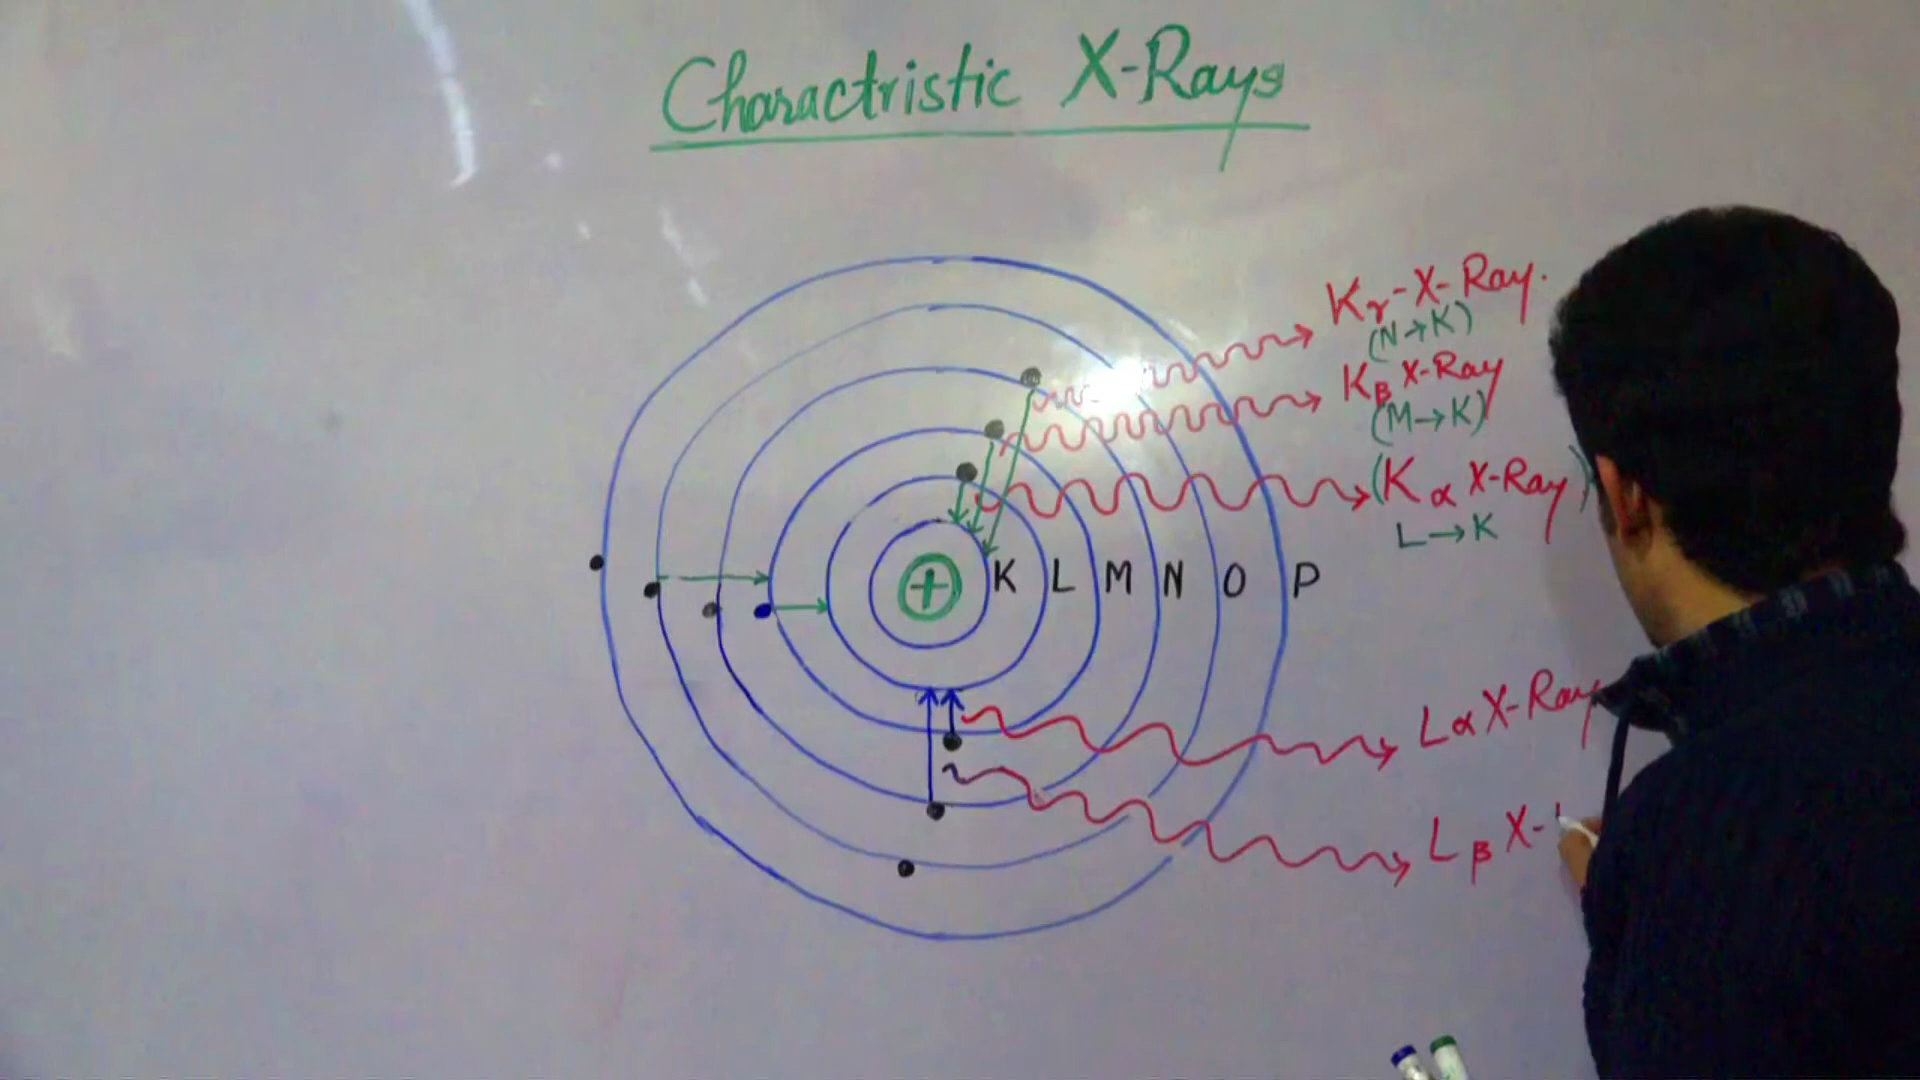 Charactristic X-Rays
Kγ-X-Ray.
(N→K)
Kβ X-Ray
(M→K)
(Kα X-Ray)
L→K
+ K L M N O P
Lα X-Ray
Lβ X-